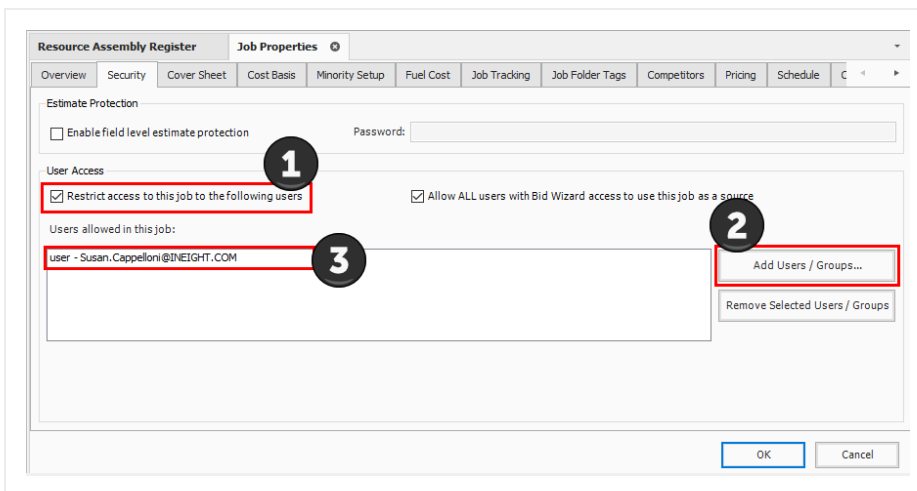 Resource Assembly Register Job Properties
Overview Security Cover Sheet Cost Basis Minority Setup Fuel Cost Job Tracking Job Folder Tags Competitors Pricing Schedule
Estimate Protection
Enable field level estimate protection Password:
1
User Access
Restrict access to this job to the following users Allow ALL users with Bid Wizard access to use this job as a source
2
Users allowed in this job:
user - Susan.Cappelloni@INEIGHT.COM
3
Add Users / Groups...
Remove Selected Users / Groups
OK Cancel